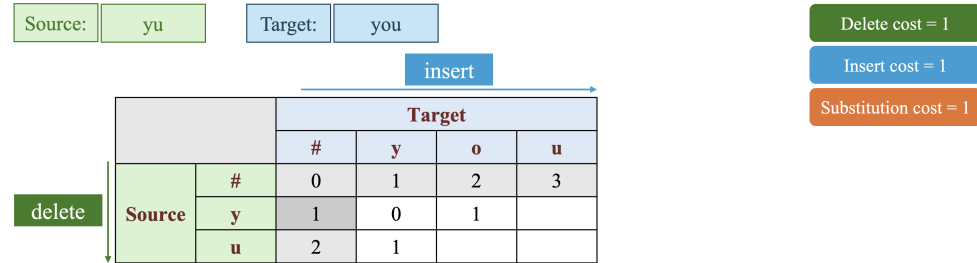 Source: yu Target: you
Delete cost = 1
Insert cost = 1
Substitution cost = 1
insert
Target
# y o u
# 0 1 2 3
delete Source y 1 0 1
u 2 1